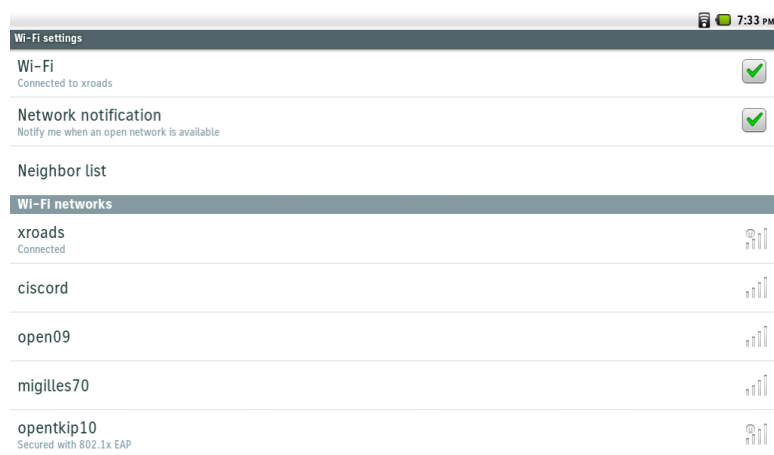 7:33 PM
Wi-Fi settings
Wi-Fi
Connected to xroads
Network notification
Notify me when an open network is available
Neighbor list
Wi-Fi networks
xroads
Connected
ciscord
open09
migilles70
opentkip10
Secured with 802.1x EAP